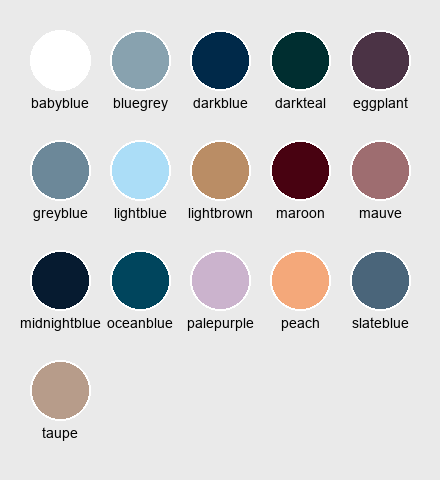 babyblue bluegrey darkblue darkteal eggplant
greyblue lightblue lightbrown maroon mauve
midnightblue oceanblue palepurple peach slateblue
taupe